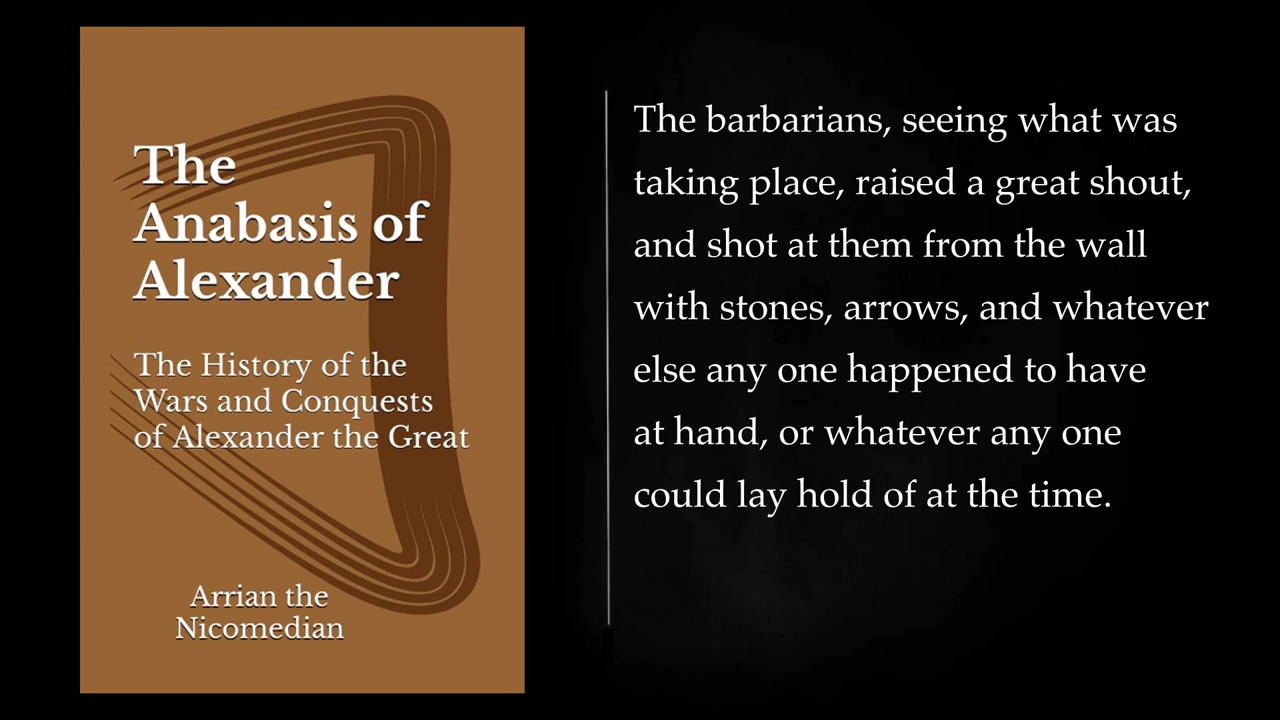 The
Anabasis of
Alexander
The History of the
Wars and Conquests
of Alexander the Great
Arrian the
Nicomedian
The barbarians, seeing what was
taking place, raised a great shout,
and shot at them from the wall
with stones, arrows, and whatever
else any one happened to have
at hand, or whatever any one
could lay hold of at the time.